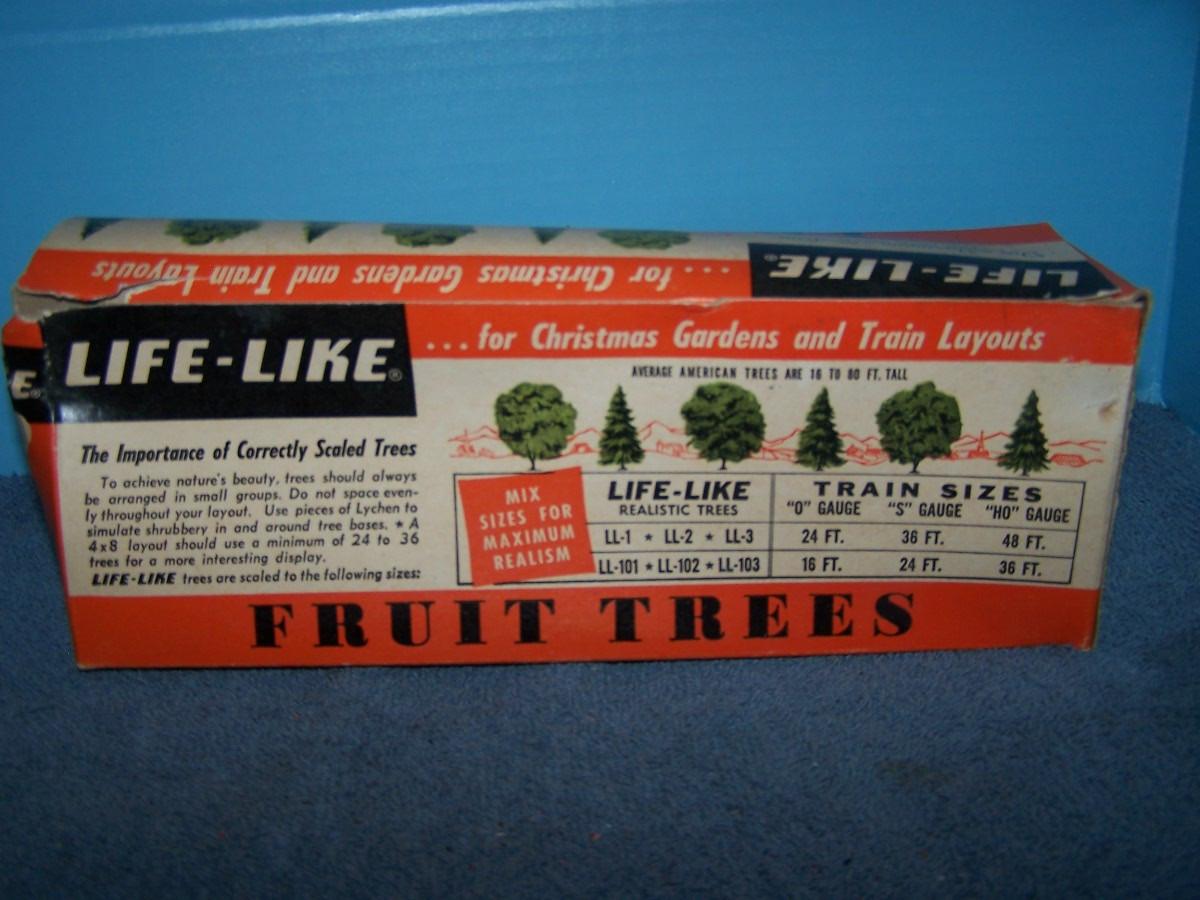 ... for Christmas Gardens and Train Layouts
LIFE-LIKE®
E®
LIFE-LIKE®
... for Christmas Gardens and Train Layouts
AVERAGE AMERICAN TREES ARE 16 TO 80 FT. TALL
The Importance of Correctly Scaled Trees
To achieve nature's beauty, trees should always
be arranged in small groups. Do not space even-
ly throughout your layout. Use pieces of Lychen to
simulate shrubbery in and around tree bases. ★ A
4x8 layout should use a minimum of 24 to 36
trees for a more interesting display.
LIFE-LIKE trees are scaled to the following sizes:
MIX
SIZES FOR
MAXIMUM
REALISM
LIFE-LIKE
REALISTIC TREES
TRAIN SIZES
"O" GAUGE "S" GAUGE "HO" GAUGE
LL-1 ★ LL-2 ★ LL-3 24 FT. 36 FT. 48 FT.
LL-101 ★ LL-102 ★ LL-103 16 FT. 24 FT. 36 FT.
FRUIT TREES